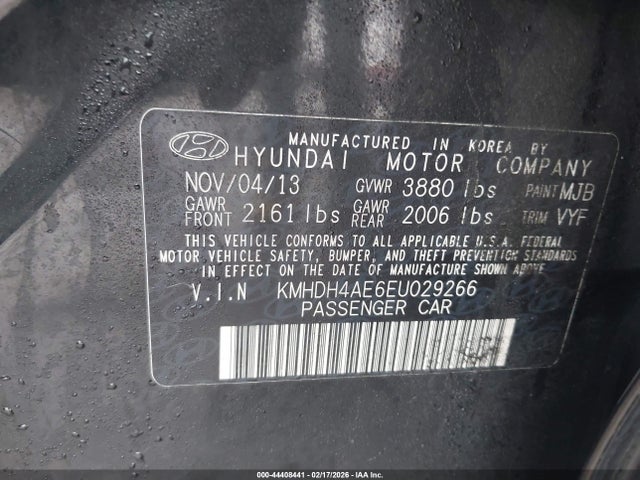 MANUFACTURED IN KOREA BY
HYUNDAI MOTOR COMPANY
NOV/04/13 GVWR 3880 lbs PAINT MJB
GAWR FRONT 2161 lbs GAWR REAR 2006 lbs TRIM VYF
THIS VEHICLE CONFORMS TO ALL APPLICABLE U.S.A. FEDERAL
MOTOR VEHICLE SAFETY, BUMPER, AND THEFT PREVENTION STANDARDS
IN EFFECT ON THE DATE OF MANUFACTURE SHOWN ABOVE.
V.I.N KMHDH4AE6EU029266
PASSENGER CAR
000-44408441 - 02/17/2026 - IAA Inc.